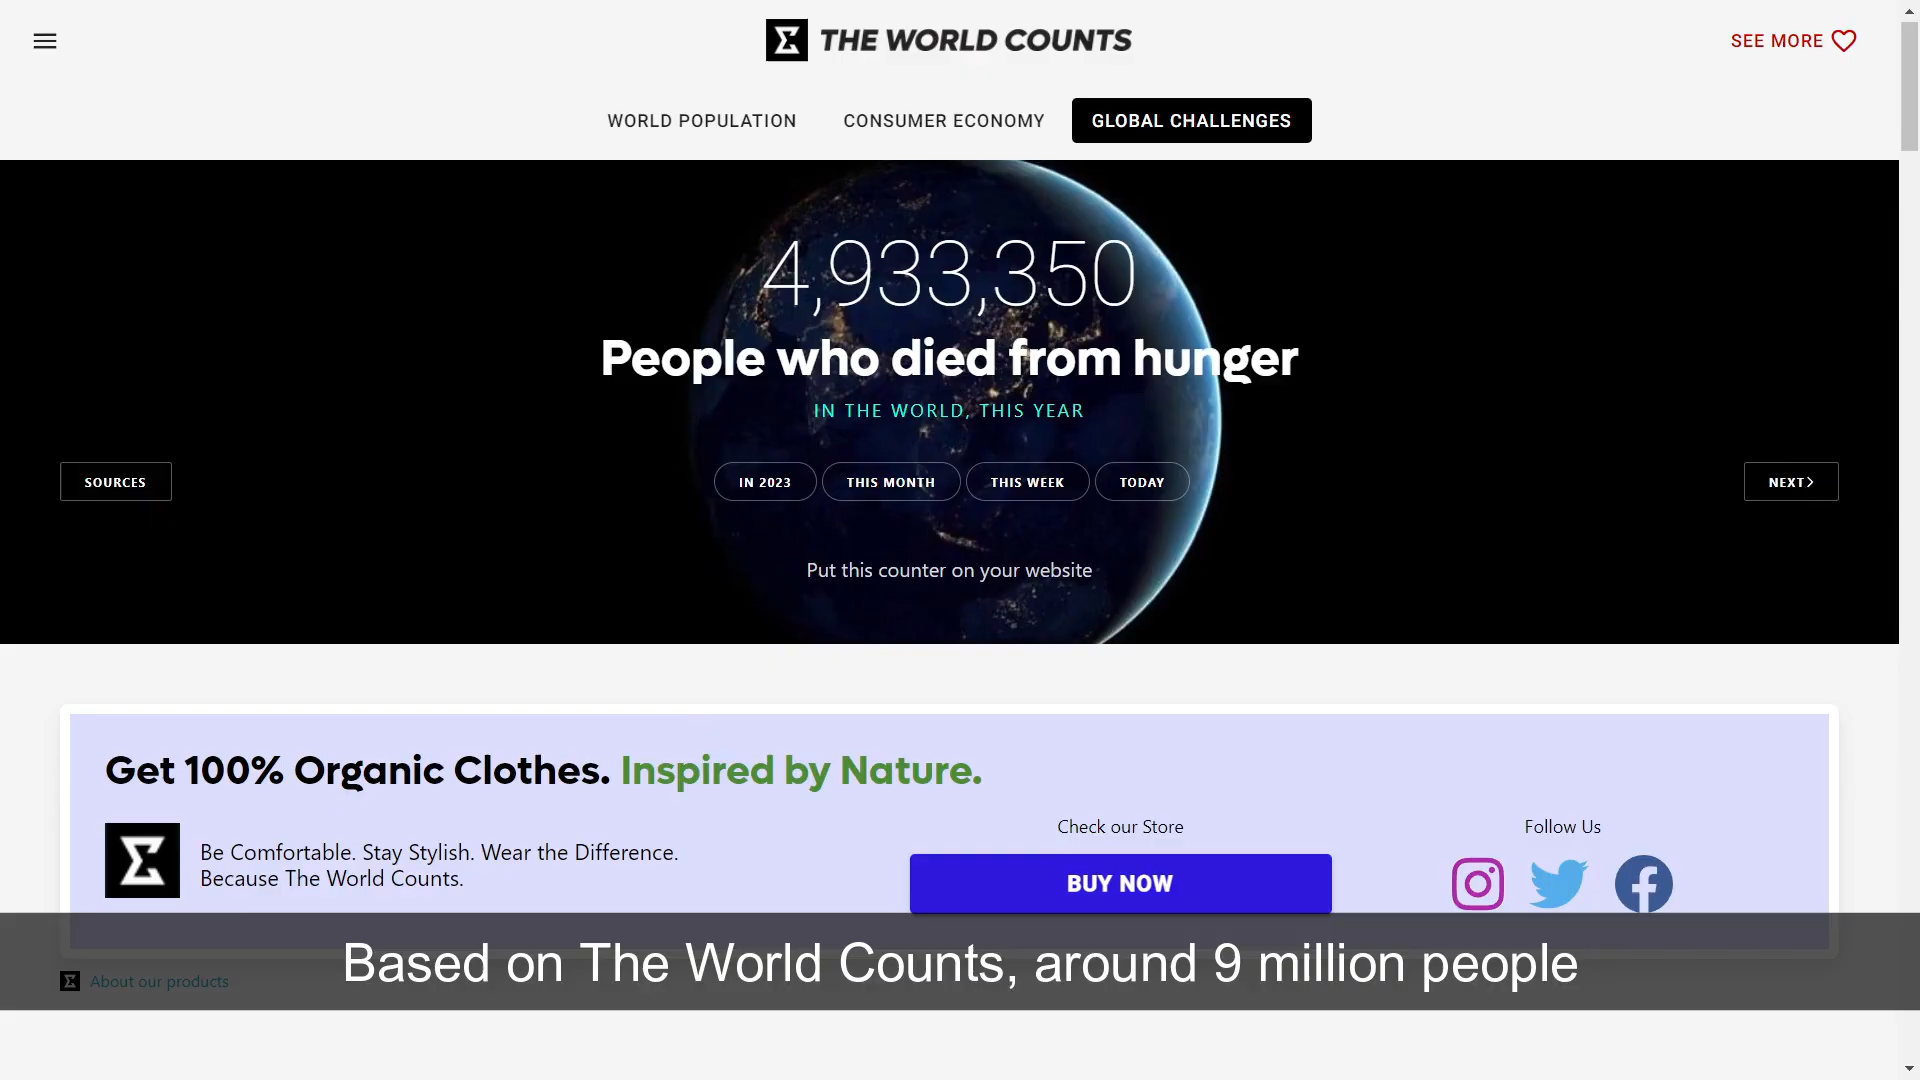 THE WORLD COUNTS
SEE MORE
WORLD POPULATION
CONSUMER ECONOMY
GLOBAL CHALLENGES
4,933,350
People who died from hunger
IN THE WORLD, THIS YEAR
SOURCES
IN 2023
THIS MONTH
THIS WEEK
TODAY
NEXT
Put this counter on your website
Get 100% Organic Clothes. Inspired by Nature.
Be Comfortable. Stay Stylish. Wear the Difference.
Because The World Counts.
Check our Store
BUY NOW
Follow Us
Based on The World Counts, around 9 million people
About our products